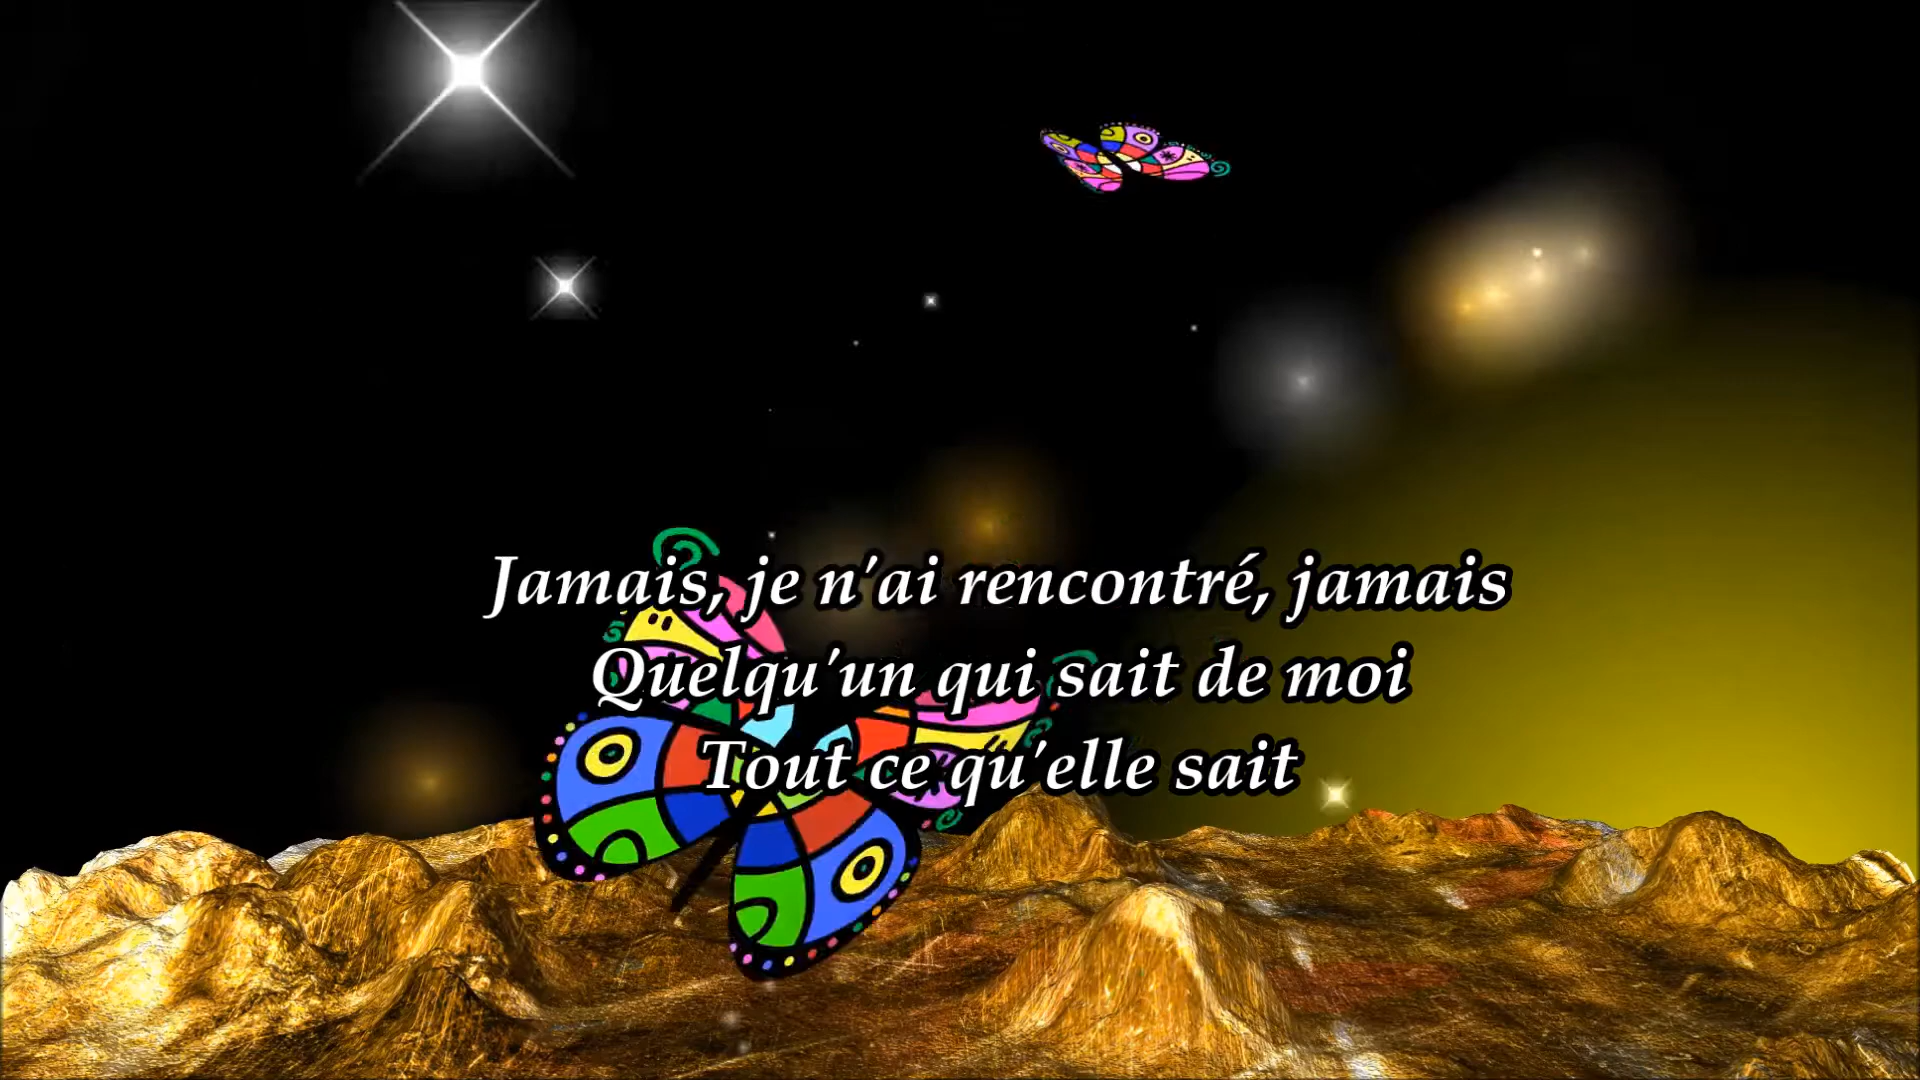 Jamais, je n'ai rencontré, jamais
Quelqu'un qui sait de moi
Tout ce qu'elle sait